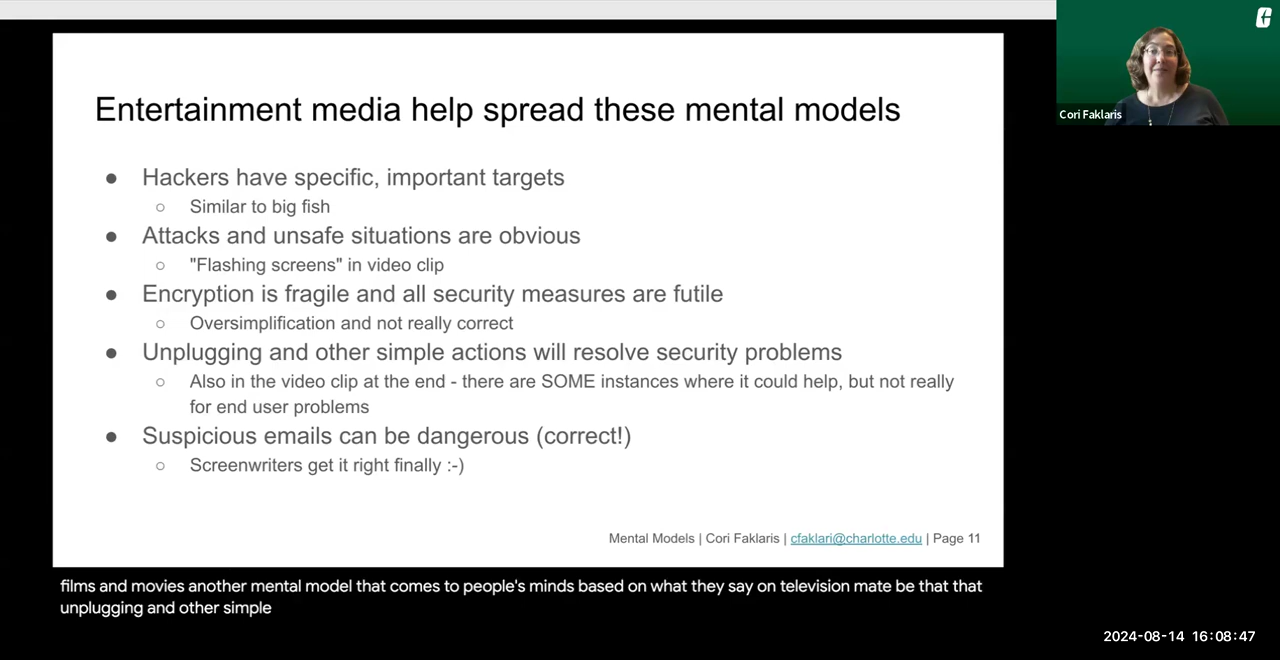 Entertainment media help spread these mental models
● Hackers have specific, important targets
○ Similar to big fish
● Attacks and unsafe situations are obvious
○ "Flashing screens" in video clip
● Encryption is fragile and all security measures are futile
○ Oversimplification and not really correct
● Unplugging and other simple actions will resolve security problems
○ Also in the video clip at the end - there are SOME instances where it could help, but not really
for end user problems
● Suspicious emails can be dangerous (correct!)
○ Screenwriters get it right finally :-)
Mental Models | Cori Faklaris | cfaklari@charlotte.edu | Page 11
Cori Faklaris
films and movies another mental model that comes to people's minds based on what they say on television mate be that that
unplugging and other simple
2024-08-14 16:08:47